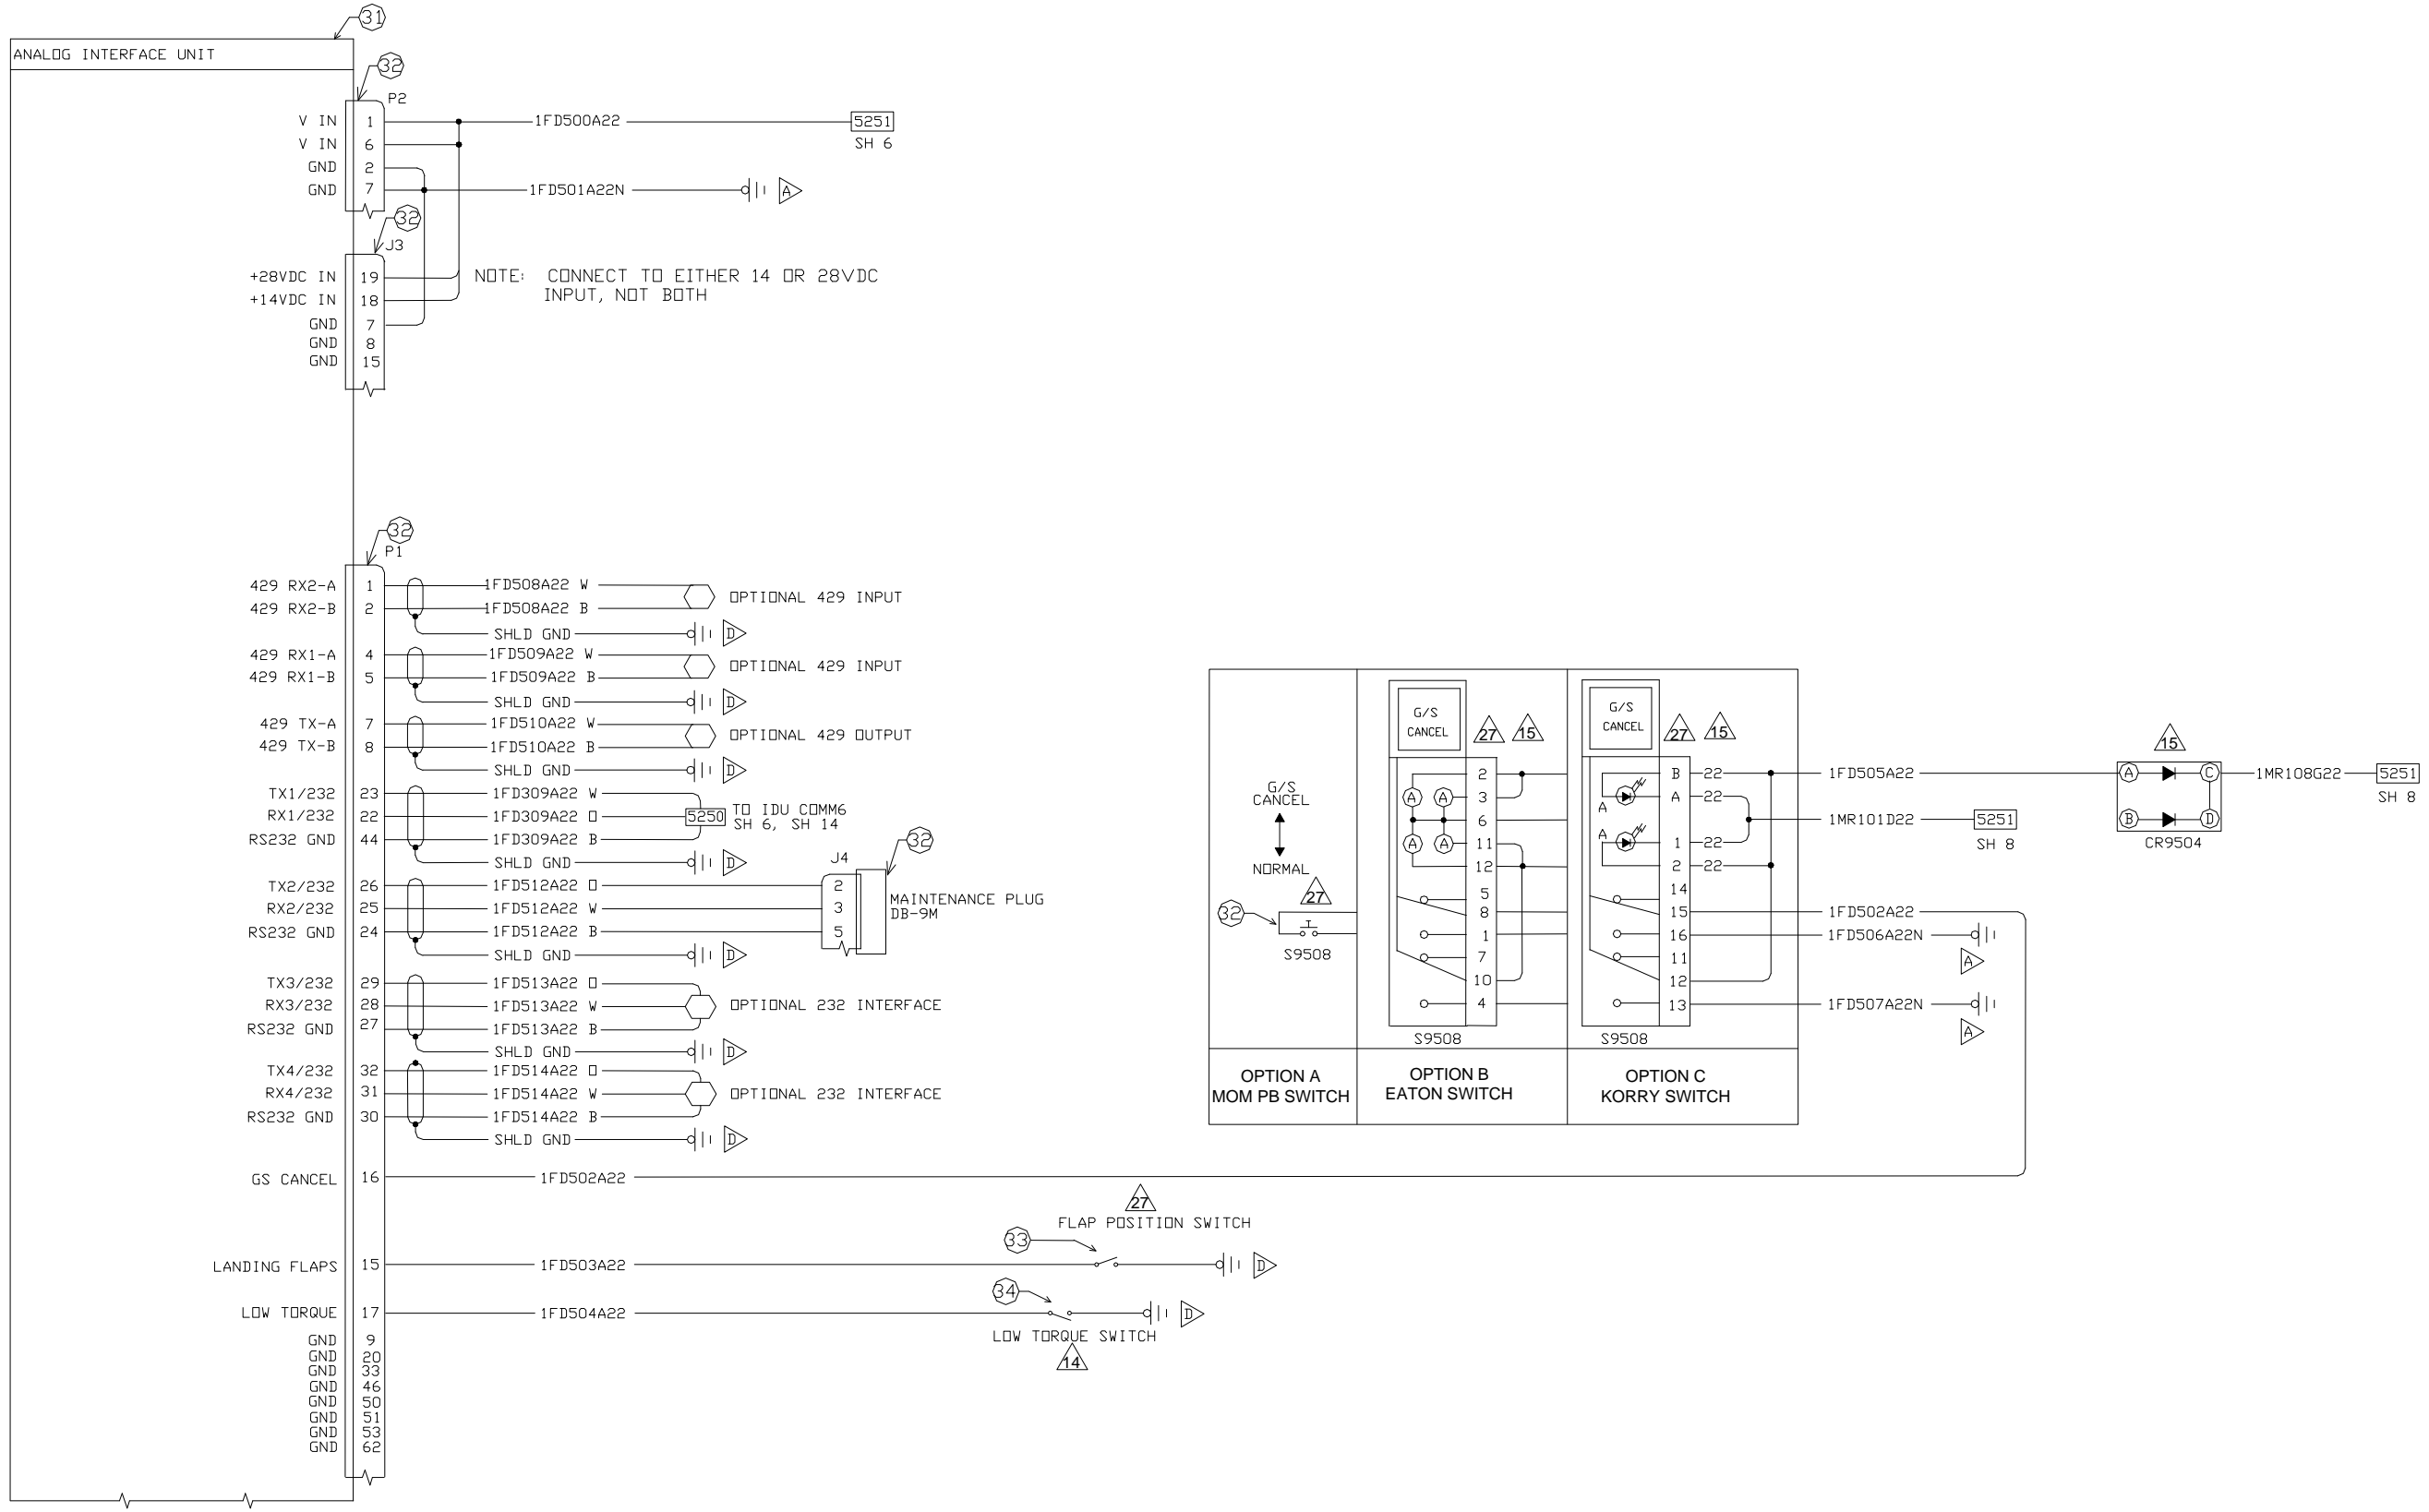 31
ANALOG INTERFACE UNIT
32
P2
V IN 1 1FD500A22 5251
SH 6
V IN 6
GND 2
GND 7 1FD501A22N A
32
J3
+28VDC IN 19
+14VDC IN 18
NOTE: CONNECT TO EITHER 14 OR 28VDC
INPUT, NOT BOTH
GND 7
GND 8
GND 15
32
P1
429 RX2-A 1 1FD508A22 W
OPTIONAL 429 INPUT
429 RX2-B 2 1FD508A22 B
SHLD GND D
429 RX1-A 4 1FD509A22 W
OPTIONAL 429 INPUT
429 RX1-B 5 1FD509A22 B
SHLD GND D
429 TX-A 7 1FD510A22 W
OPTIONAL 429 OUTPUT
429 TX-B 8 1FD510A22 B
SHLD GND D
TX1/232 23 1FD309A22 W
RX1/232 22 1FD309A22 O 5250
TO IDU COMM6
SH 6, SH 14
RS232 GND 44 1FD309A22 B
SHLD GND D
32
J4
TX2/232 26 1FD512A22 O 2
RX2/232 25 1FD512A22 W 3
MAINTENANCE PLUG
DB-9M
RS232 GND 24 1FD512A22 B 5
SHLD GND D
TX3/232 29 1FD513A22 O
RX3/232 28 1FD513A22 W OPTIONAL 232 INTERFACE
RS232 GND 27 1FD513A22 B
SHLD GND D
TX4/232 32 1FD514A22 O
RX4/232 31 1FD514A22 W OPTIONAL 232 INTERFACE
RS232 GND 30 1FD514A22 B
SHLD GND D
GS CANCEL 16 1FD502A22
27
FLAP POSITION SWITCH
33
LANDING FLAPS 15 1FD503A22 D
34
LOW TORQUE 17 1FD504A22 D
LOW TORQUE SWITCH
14
GND 9
GND 20
GND 33
GND 46
GND 50
GND 51
GND 53
GND 62
G/S
CANCEL
NORMAL
27
32
S9508
OPTION A
MOM PB SWITCH
G/S
CANCEL
27 15
2
A A 3
6
A A 11
12
5
8
1
7
10
4
S9508
OPTION B
EATON SWITCH
G/S
CANCEL
27 15
B 22 1FD505A22
A A 22
1MR101D22 5251
SH 8
A 1 22
2 22
14
15 1FD502A22
16 1FD506A22N
A
11
12
13 1FD507A22N
A
S9508
OPTION C
KORRY SWITCH
15
A C 1MR108G22 5251
SH 8
B D
CR9504